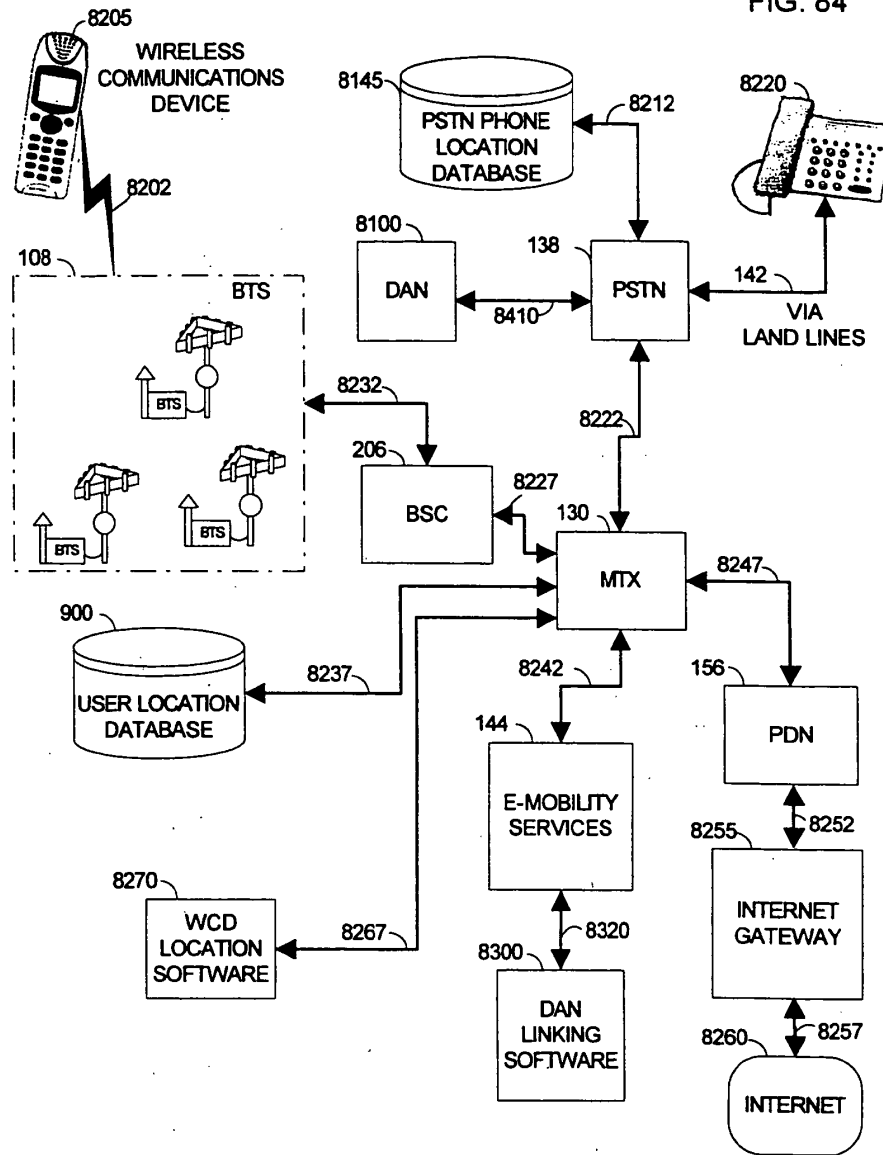 FIG. 84
8205
WIRELESS
COMMUNICATIONS
DEVICE
8202
8145
PSTN PHONE
LOCATION
DATABASE
8212
8220
108
BTS
BTS
BTS
BTS
8100
DAN
8410
138
PSTN
142
VIA
LAND LINES
8232
8222
206
BSC
8227
130
MTX
8247
900
USER LOCATION
DATABASE
8237
8242
156
PDN
144
E-MOBILITY
SERVICES
8252
8255
INTERNET
GATEWAY
8270
WCD
LOCATION
SOFTWARE
8267
8320
8300
DAN
LINKING
SOFTWARE
8257
8260
INTERNET